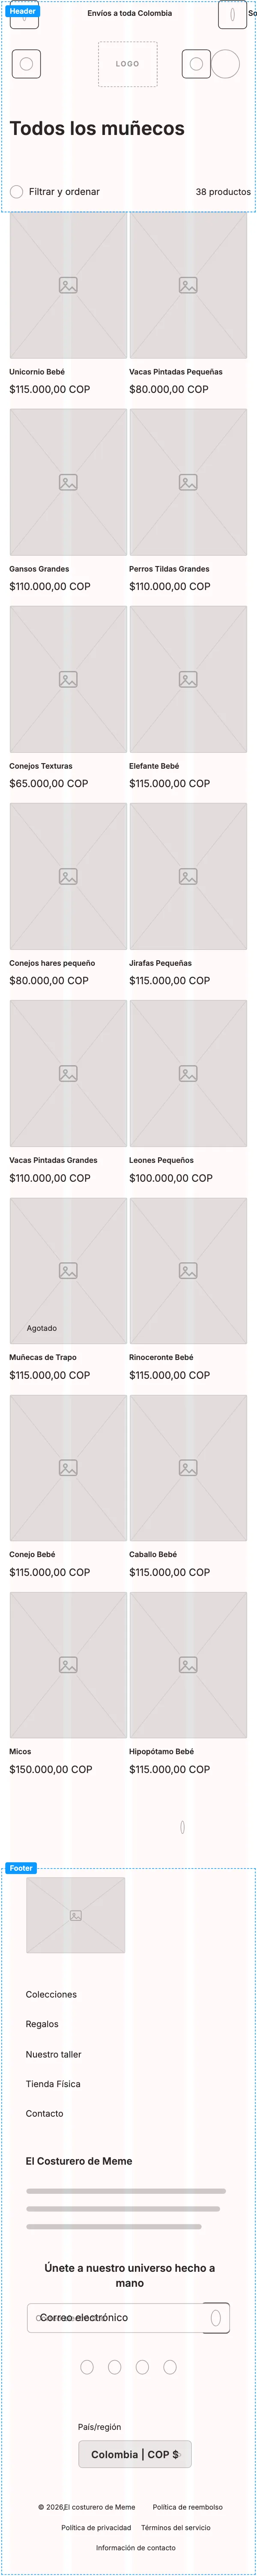 Header
Envíos a toda Colombia
So
LOGO
Todos los muñecos
Filtrar y ordenar
38 productos
Unicornio Bebé
Vacas Pintadas Pequeñas
$115.000,00 COP
$80.000,00 COP
Gansos Grandes
Perros Tildas Grandes
$110.000,00 COP
$110.000,00 COP
Conejos Texturas
Elefante Bebé
$65.000,00 COP
$115.000,00 COP
Conejos hares pequeño
Jirafas Pequeñas
$80.000,00 COP
$115.000,00 COP
Vacas Pintadas Grandes
Leones Pequeños
$110.000,00 COP
$100.000,00 COP
Agotado
Muñecas de Trapo
Rinoceronte Bebé
$115.000,00 COP
$115.000,00 COP
Conejo Bebé
Caballo Bebé
$115.000,00 COP
$115.000,00 COP
Micos
Hipopótamo Bebé
$150.000,00 COP
$115.000,00 COP
Footer
Colecciones
Regalos
Nuestro taller
Tienda Física
Contacto
El Costurero de Meme
Únete a nuestro universo hecho a
mano
Correo electrónico
País/región
Colombia | COP $
© 2026,El costurero de Meme
Política de reembolso
Política de privacidad
Términos del servicio
Información de contacto